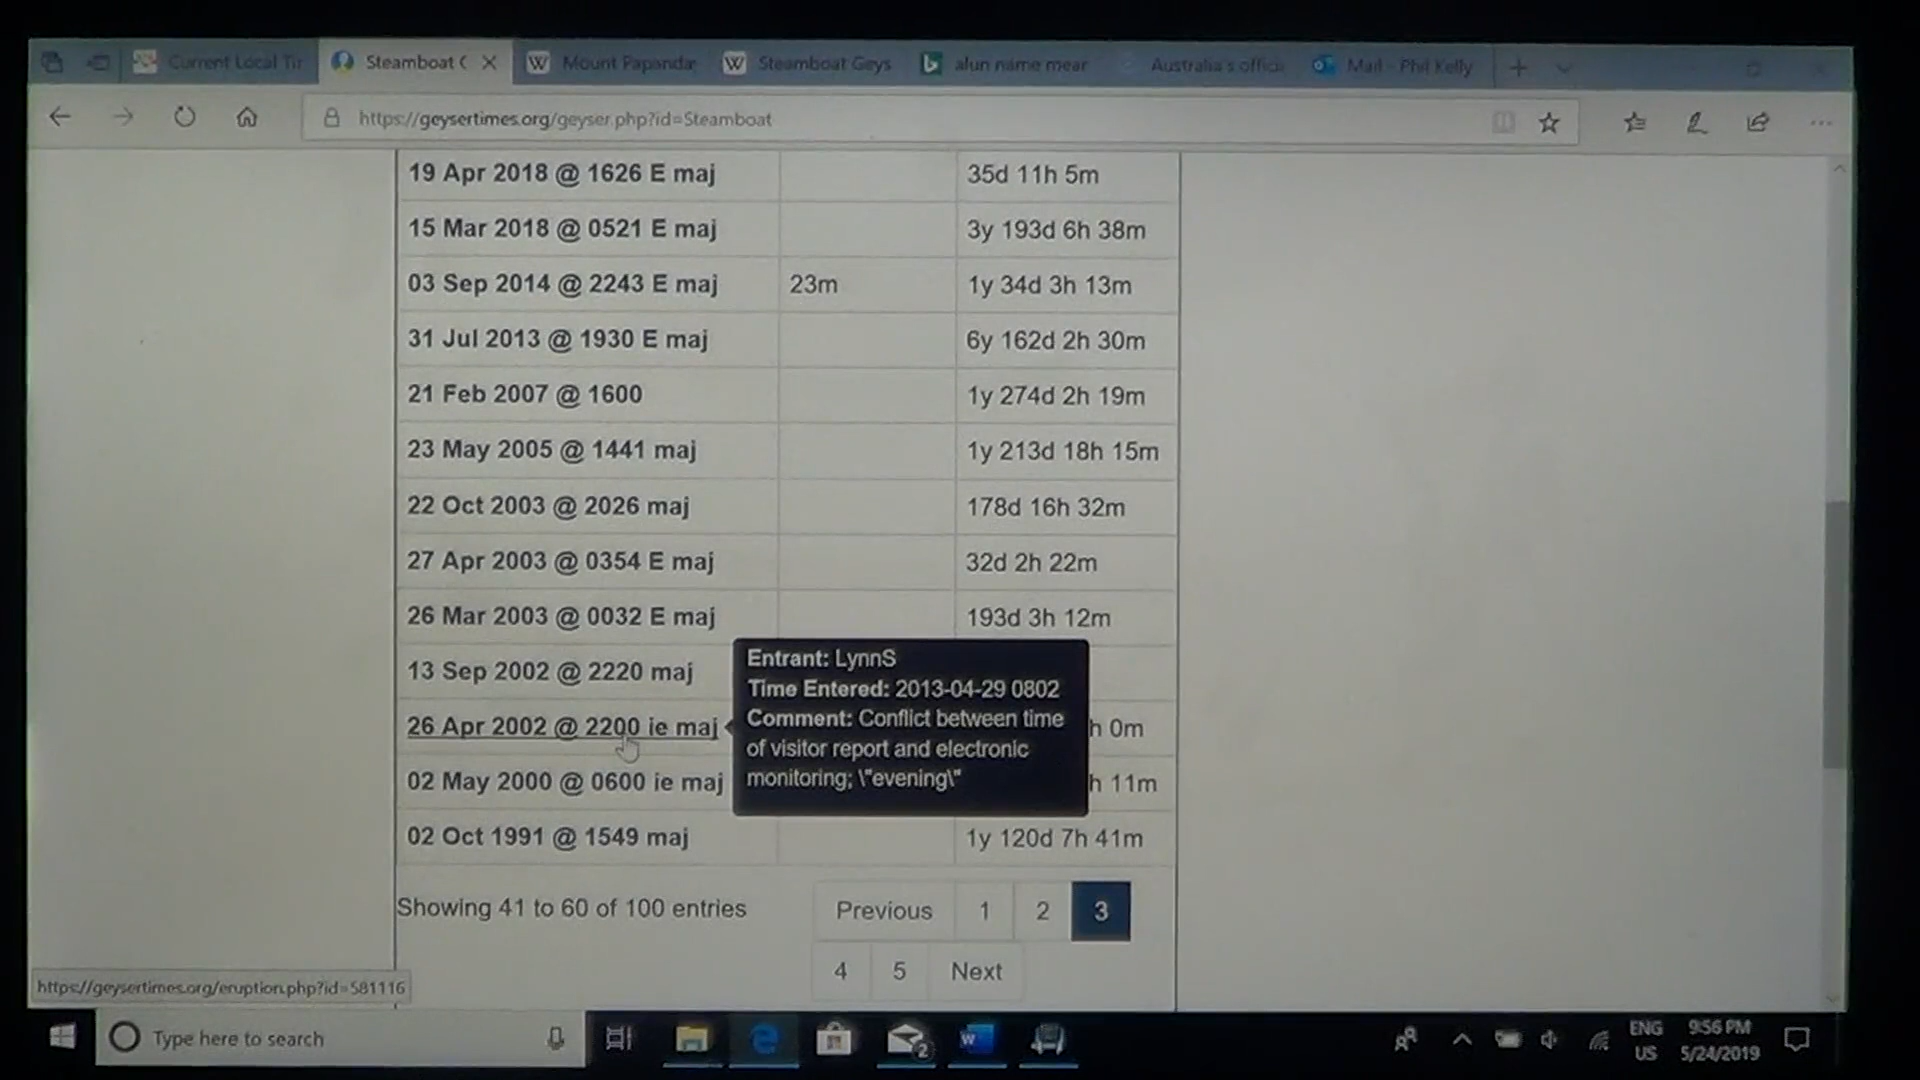 Current Local Tir
Steamboat G
Mount Papandar
Steamboat Geys
alun name mear
Australia's offici
Mail - Phil Kelly
https://geysertimes.org/geyser.php?id=Steamboat
19 Apr 2018 @ 1626 E maj 35d 11h 5m
15 Mar 2018 @ 0521 E maj 3y 193d 6h 38m
03 Sep 2014 @ 2243 E maj 23m 1y 34d 3h 13m
31 Jul 2013 @ 1930 E maj 6y 162d 2h 30m
21 Feb 2007 @ 1600 1y 274d 2h 19m
23 May 2005 @ 1441 maj 1y 213d 18h 15m
22 Oct 2003 @ 2026 maj 178d 16h 32m
27 Apr 2003 @ 0354 E maj 32d 2h 22m
26 Mar 2003 @ 0032 E maj 193d 3h 12m
13 Sep 2002 @ 2220 maj
26 Apr 2002 @ 2200 ie maj h 0m
02 May 2000 @ 0600 ie maj h 11m
02 Oct 1991 @ 1549 maj 1y 120d 7h 41m
Entrant: LynnS
Time Entered: 2013-04-29 0802
Comment: Conflict between time
of visitor report and electronic
monitoring; \"evening\"
Showing 41 to 60 of 100 entries
Previous 1 2 3
4 5 Next
https://geysertimes.org/eruption.php?id=581116
Type here to search
2
W
ENG
US
9:56 PM
5/24/2019